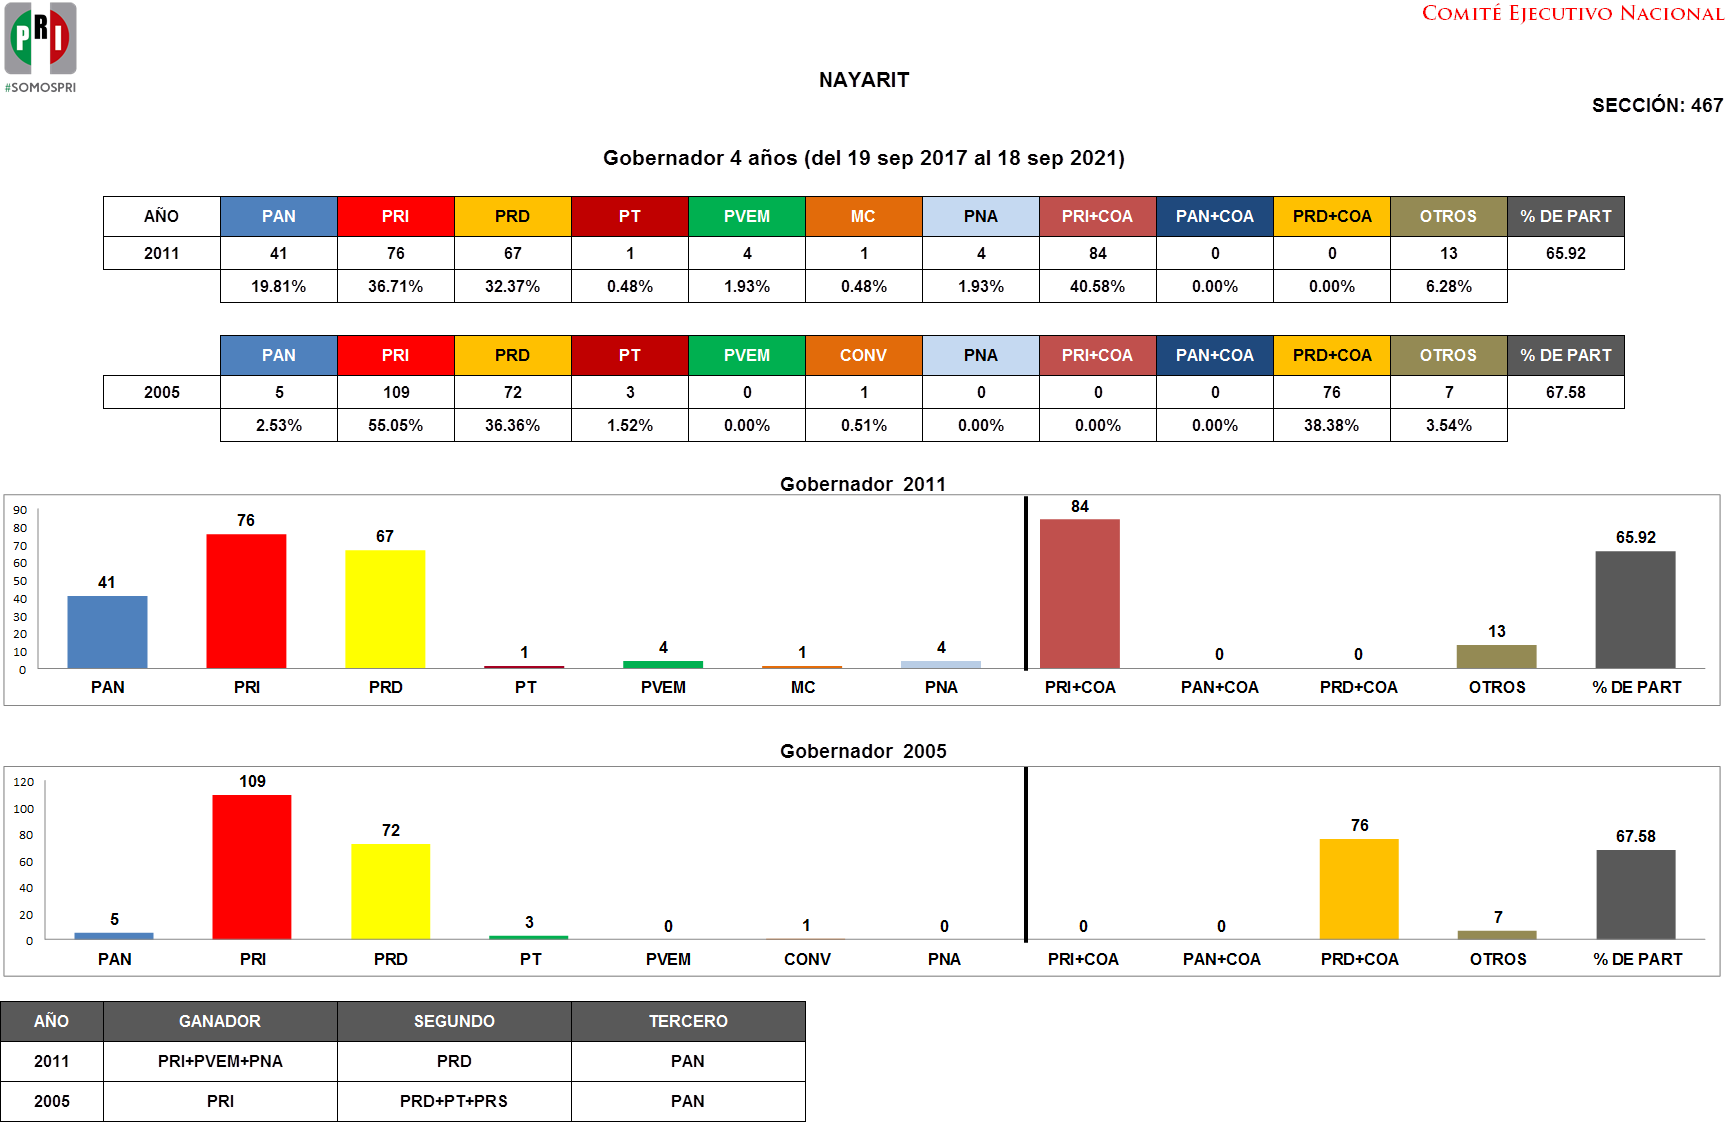 PRI
#SOMOSPRI
COMITÉ EJECUTIVO NACIONAL
NAYARIT
SECCIÓN: 467
Gobernador 4 años (del 19 sep 2017 al 18 sep 2021)
AÑO PAN PRI PRD PT PVEM MC PNA PRI+COA PAN+COA PRD+COA OTROS % DE PART
2011 41 76 67 1 4 1 4 84 0 0 13 65.92
19.81% 36.71% 32.37% 0.48% 1.93% 0.48% 1.93% 40.58% 0.00% 0.00% 6.28%
PAN PRI PRD PT PVEM CONV PNA PRI+COA PAN+COA PRD+COA OTROS % DE PART
2005 5 109 72 3 0 1 0 0 0 76 7 67.58
2.53% 55.05% 36.36% 1.52% 0.00% 0.51% 0.00% 0.00% 0.00% 38.38% 3.54%
Gobernador 2011
90
80
70
60
50
40
30
20
10
0
41 76 67 1 4 1 4 84 0 0 13 65.92
PAN PRI PRD PT PVEM MC PNA PRI+COA PAN+COA PRD+COA OTROS % DE PART
Gobernador 2005
120
100
80
60
40
20
0
5 109 72 3 0 1 0 0 0 76 7 67.58
PAN PRI PRD PT PVEM CONV PNA PRI+COA PAN+COA PRD+COA OTROS % DE PART
AÑO GANADOR SEGUNDO TERCERO
2011 PRI+PVEM+PNA PRD PAN
2005 PRI PRD+PT+PRS PAN